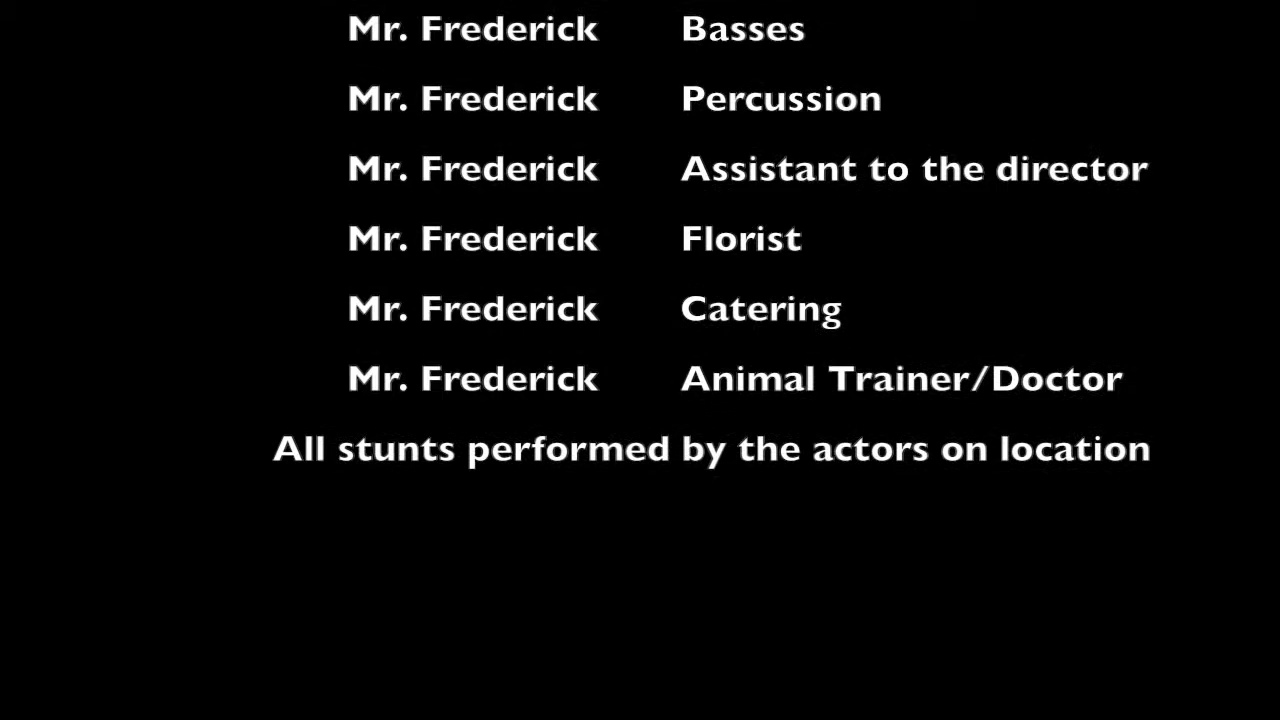 Mr. Frederick Basses
Mr. Frederick Percussion
Mr. Frederick Assistant to the director
Mr. Frederick Florist
Mr. Frederick Catering
Mr. Frederick Animal Trainer/Doctor
All stunts performed by the actors on location